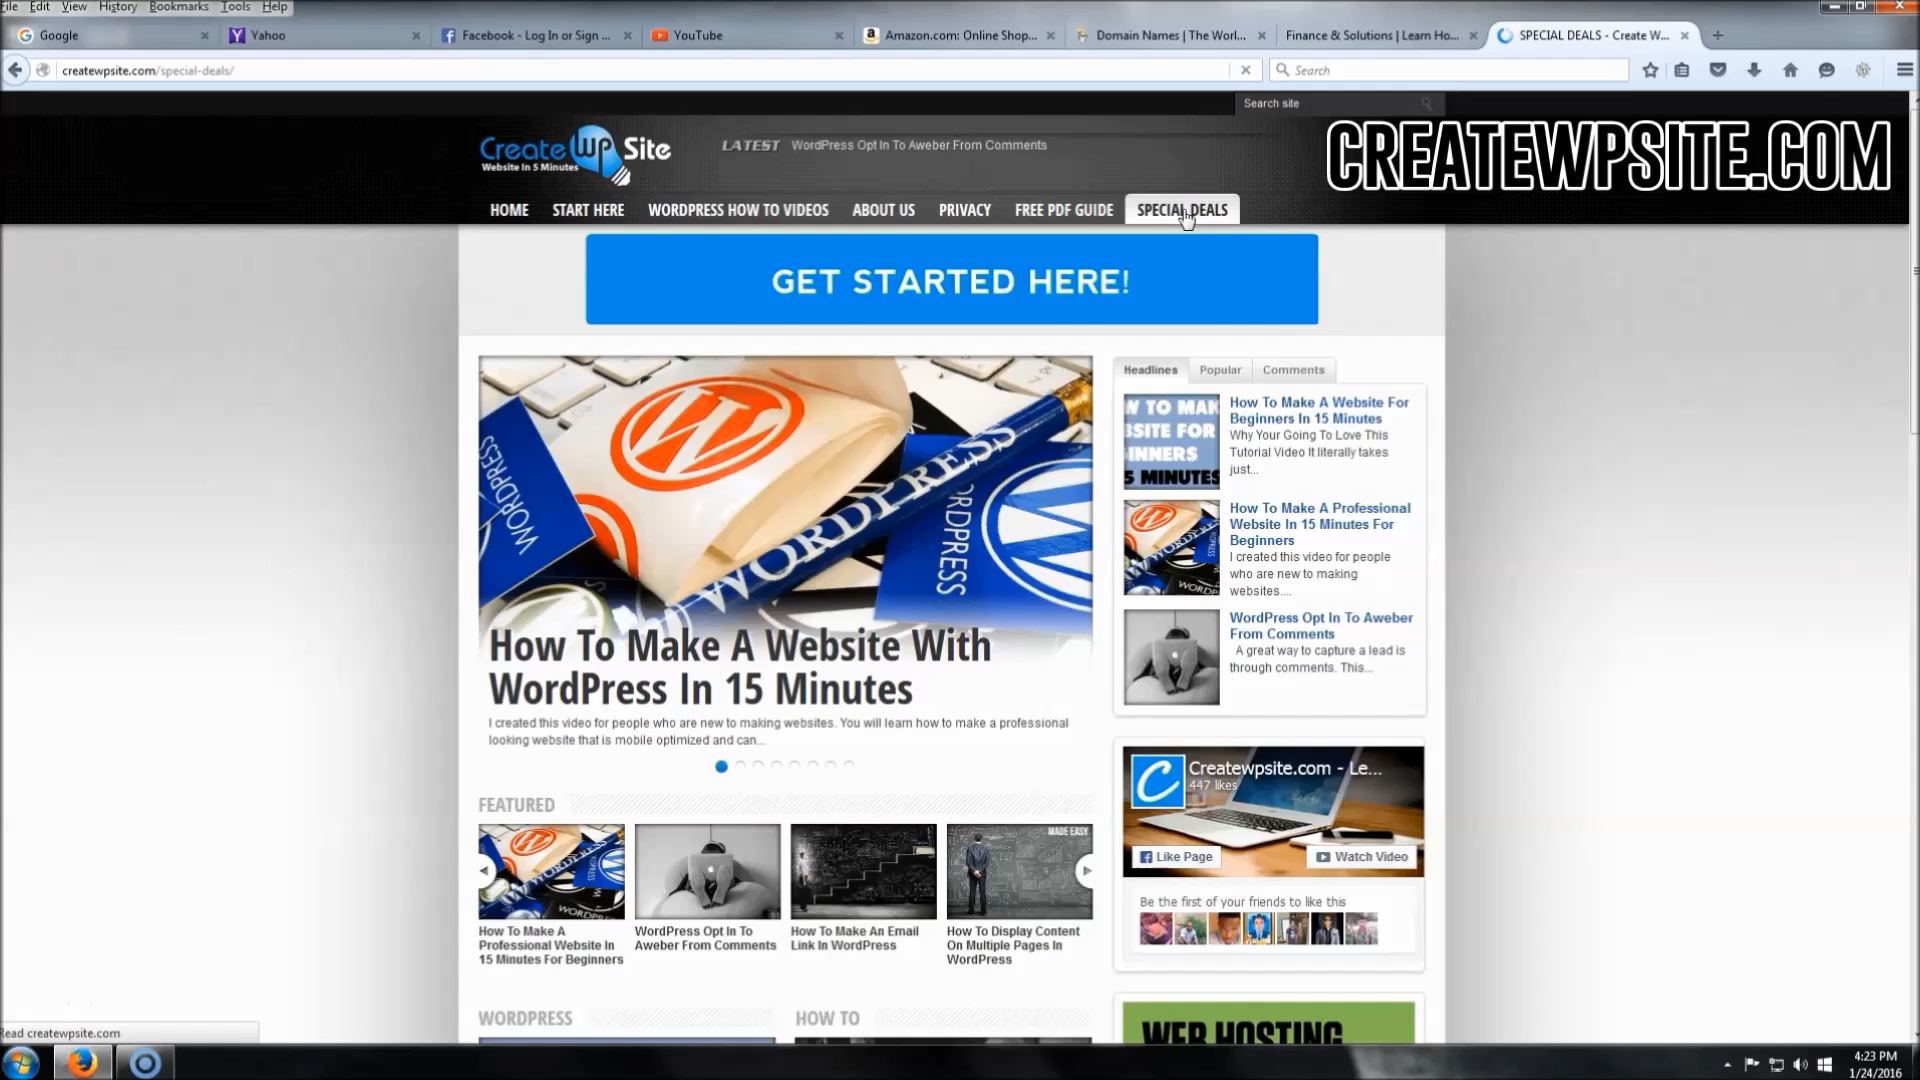 File Edit View History Bookmarks Tools Help
Google
Yahoo
Facebook - Log In or Sign ...
YouTube
Amazon.com: Online Shop...
Domain Names | The Worl...
Finance & Solutions | Learn Ho...
SPECIAL DEALS - Create W...
createwpsite.com/special-deals/
Search
Search site
Create WP Site
Website In 5 Minutes
LATEST WordPress Opt In To Aweber From Comments
CREATEWPSITE.COM
HOME START HERE WORDPRESS HOW TO VIDEOS ABOUT US PRIVACY FREE PDF GUIDE SPECIAL DEALS
GET STARTED HERE!
WORDPRESS
WORDPRESS
WORDPRESS
How To Make A Website With
WordPress In 15 Minutes
I created this video for people who are new to making websites. You will learn how to make a professional
looking website that is mobile optimized and can...
Headlines Popular Comments
W TO MAK
BSITE FOR
INNERS
5 MINUTES
How To Make A Website For
Beginners In 15 Minutes
Why Your Going To Love This
Tutorial Video It literally takes
just...
How To Make A Professional
Website In 15 Minutes For
Beginners
I created this video for people
who are new to making
websites....
WordPress Opt In To Aweber
From Comments
A great way to capture a lead is
through comments. This...
Createwpsite.com - Le...
447 likes
Like Page
Watch Video
Be the first of your friends to like this
FEATURED
MADE EASY
How To Make A
Professional Website In
15 Minutes For Beginners
WordPress Opt In To
Aweber From Comments
How To Make An Email
Link In WordPress
How To Display Content
On Multiple Pages In
WordPress
WORDPRESS
HOW TO
WEB HOSTING
Read createwpsite.com
4:23 PM
1/24/2016